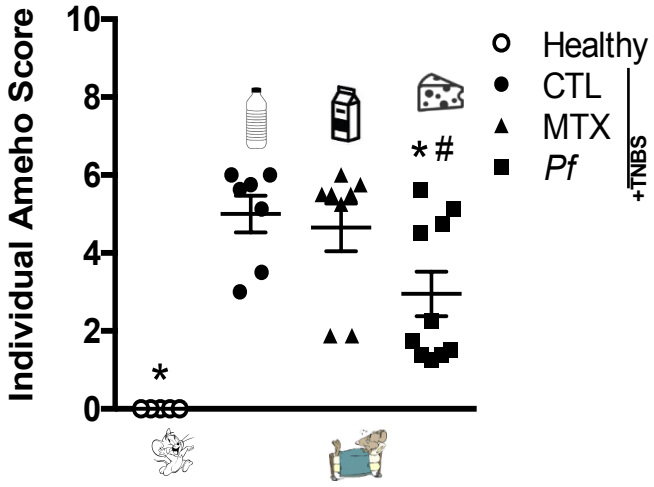 Individual Ameho Score
10
8
6
4
2
0
*
* #
Healthy
CTL
MTX
Pf
+TNBS